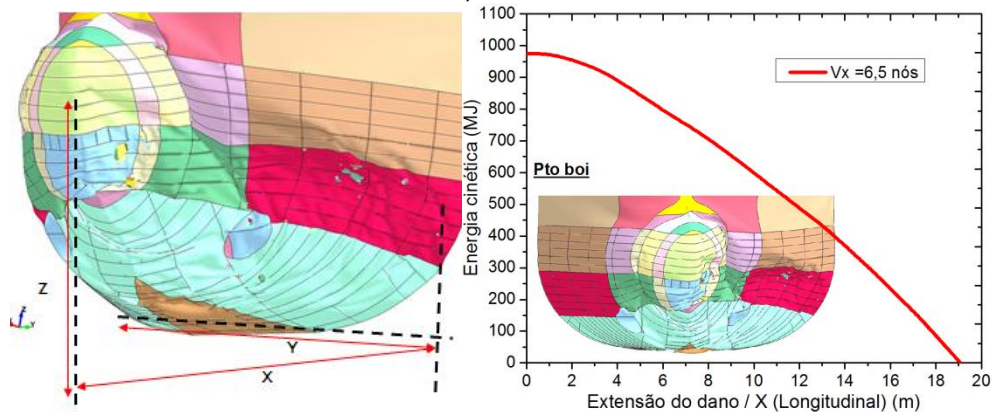 Z
Y
X
Z
Y
Energia cinética (MJ)
1100
1000
900
800
700
600
500
400
300
200
100
0
Vx =6,5 nós
Pto boi
0 2 4 6 8 10 12 14 16 18 20
Extensão do dano / X (Longitudinal) (m)